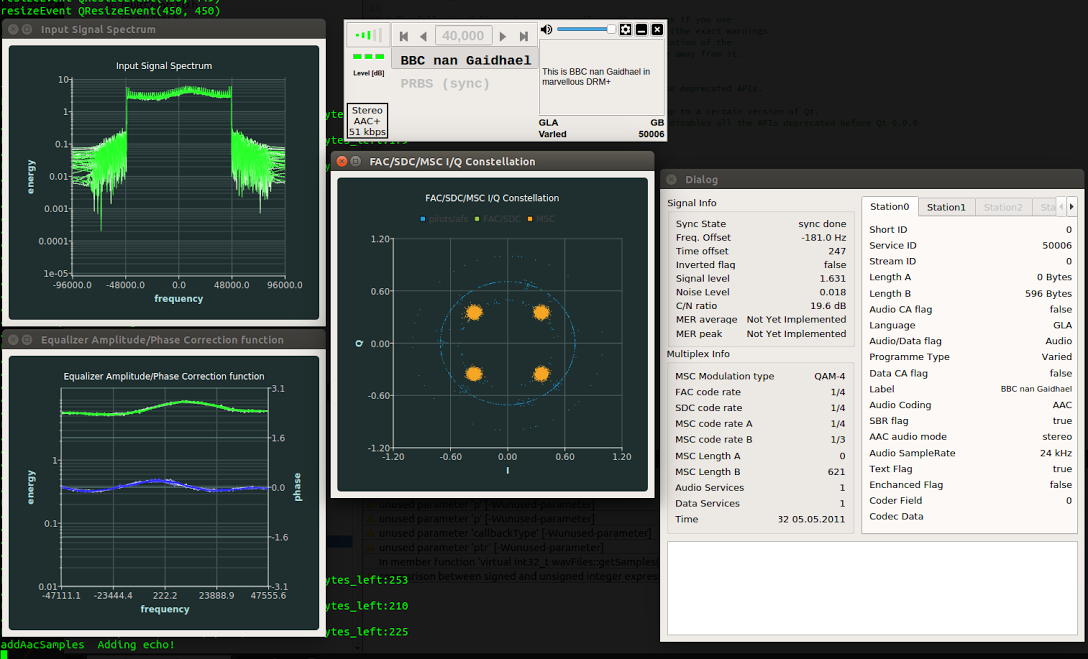 resizeEvent QResizeEvent(450, 450)
Input Signal Spectrum
Input Signal Spectrum
10
1
0.1
0.01
0.001
0.0001
1e-05
-96000.0 -48000.0 0.0 48000.0 96000.0
energy
frequency
Equalizer Amplitude/Phase Correction function
Equalizer Amplitude/Phase Correction function
1
0.1
0.01
3.1
1.6
0.0
-1.6
-3.1
-47111.1 -23444.4 222.2 23888.9 47555.6
energy
phase
frequency
addAacSamples Adding echo!
Level [dB]
Stereo
AAC+
51 kbps
40,000
BBC nan Gaidhael
PRBS (sync)
This is BBC nan Gaidhael in
marvellous DRM+
GLA GB
Varled 50006
FAC/SDC/MSC I/Q Constellation
FAC/SDC/MSC I/Q Constellation
pilots/afs FAC/SDC MSC
1.20
0.60
0.00
-0.60
-1.20
-1.20 -0.60 0.00 0.60 1.20
Q
I
unused parameter 'p' [-Wunused-parameter]
unused parameter 'p' [-Wunused-parameter]
unused parameter 'callbackType' [-Wunused-parameter]
unused parameter 'ptr' [-Wunused-parameter]
In member function 'virtual int32_t wavFiles::getSamples(
rison between signed and unsigned integer expres
ytes_left:253
ytes_left:210
ytes_left:225
Dialog
Signal Info
Sync State sync done
Freq. Offset -181.0 Hz
Time offset 247
Inverted flag false
Signal level 1.631
Noise Level 0.018
C/N ratio 19.6 dB
MER average Not Yet Implemented
MER peak Not Yet Implemented
Multiplex Info
MSC Modulation type QAM-4
FAC code rate 1/4
SDC code rate 1/4
MSC code rate A 1/4
MSC code rate B 1/3
MSC Length A 0
MSC Length B 621
Audio Services 1
Data Services 1
Time 32 05.05.2011
Station0 Station1 Station2 Sta
Short ID 0
Service ID 50006
Stream ID 0
Length A 0 Bytes
Length B 596 Bytes
Audio CA flag false
Language GLA
Audio/Data flag Audio
Programme Type Varled
Data CA flag false
Label BBC nan Gaidhael
Audio Coding AAC
SBR flag true
AAC audio mode stereo
Audio SampleRate 24 kHz
Text Flag true
Enchanced Flag false
Coder Field 0
Codec Data